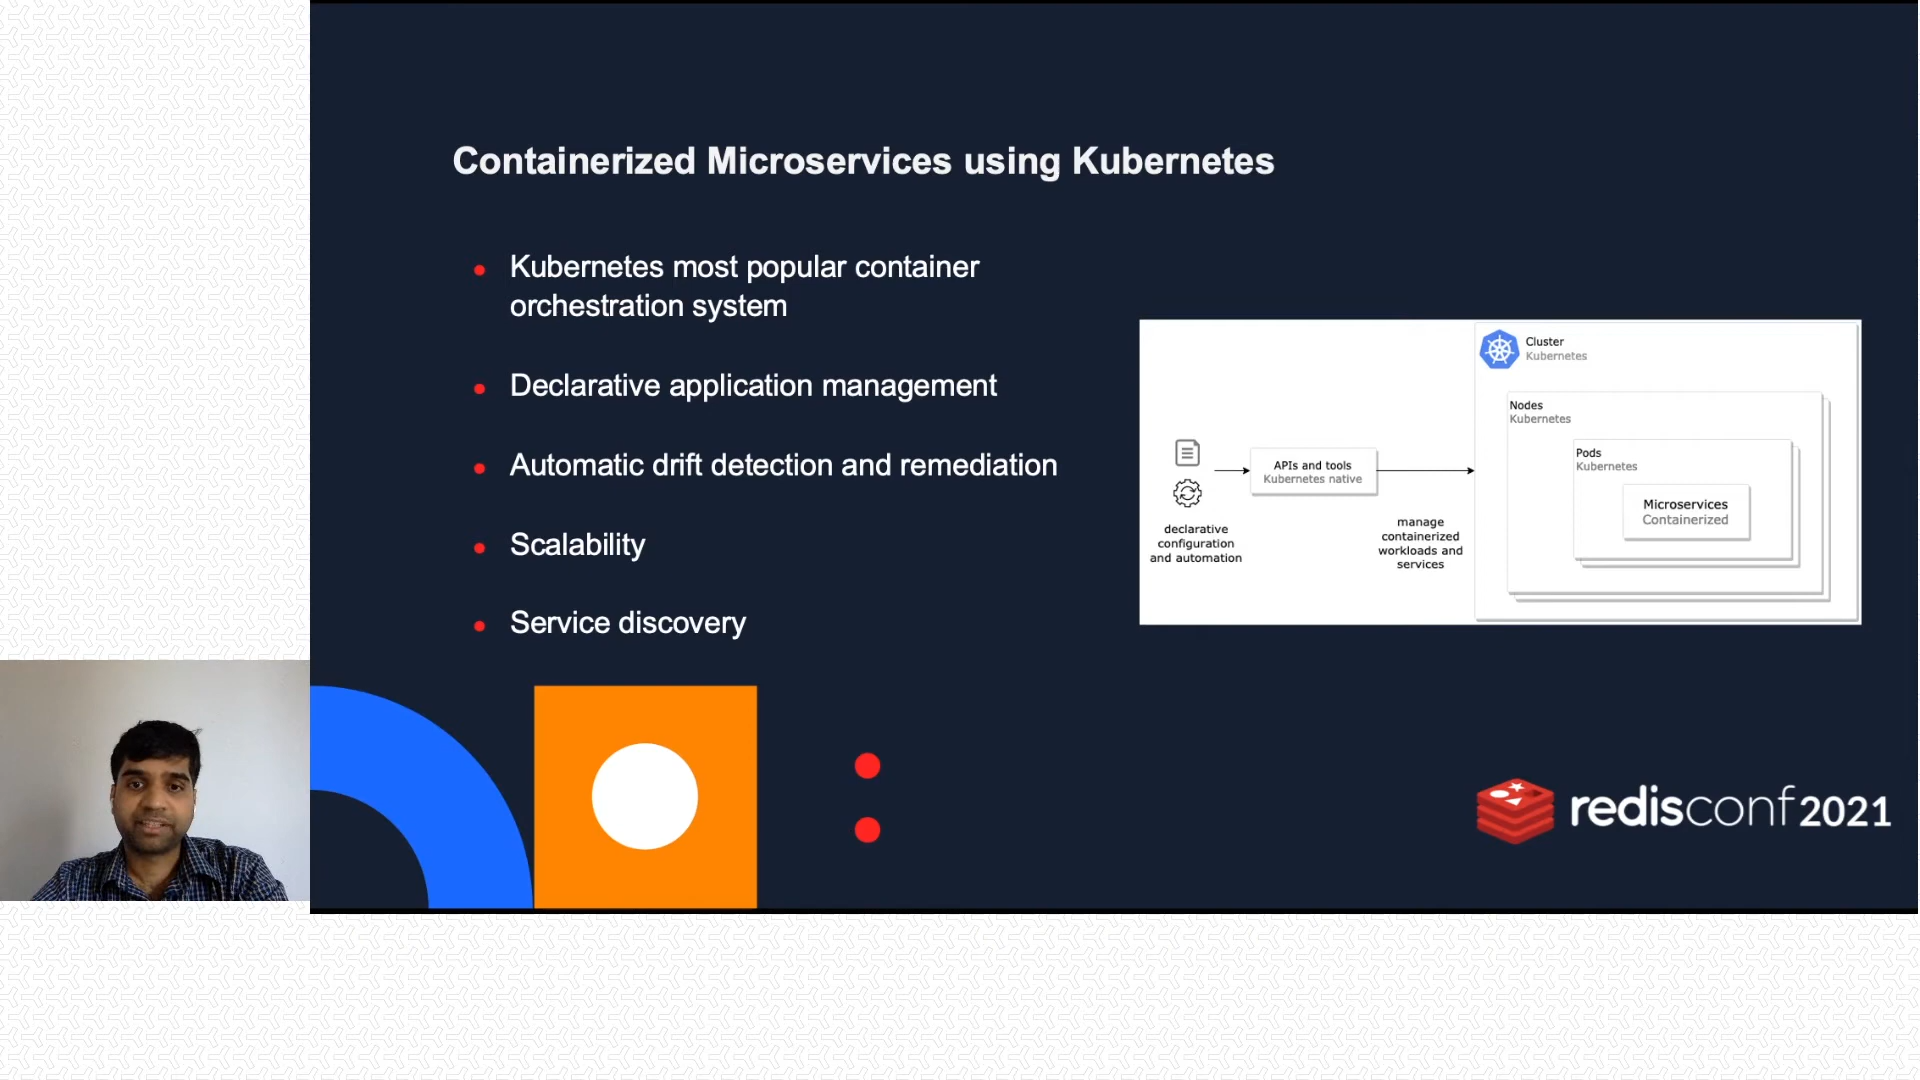 Containerized Microservices using Kubernetes
Kubernetes most popular container
orchestration system
Declarative application management
Automatic drift detection and remediation
Scalability
Service discovery
declarative
configuration
and automation
APIs and tools
Kubernetes native
manage
containerized
workloads and
services
Cluster
Kubernetes
Nodes
Kubernetes
Pods
Kubernetes
Microservices
Containerized
redisconf2021